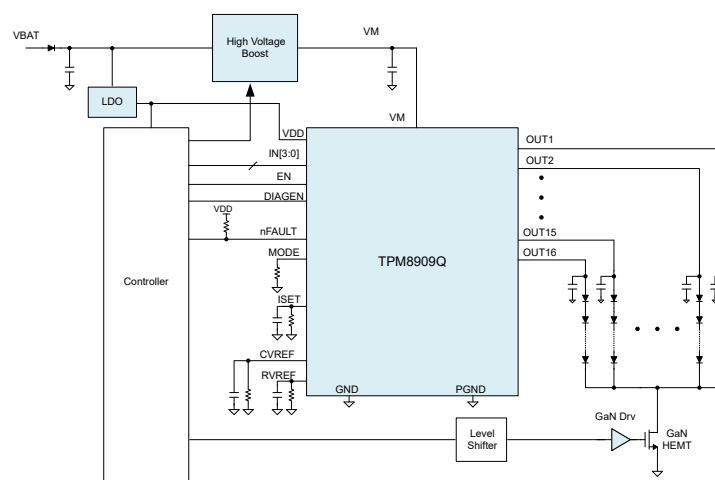 VBAT
High Voltage
Boost
VM
LDO
VM
VDD
IN[3:0]
EN
DIAGEN
VDD
nFAULT
MODE
ISET
CVREF
RVREF
GND
PGND
TPM8909Q
Controller
OUT1
OUT2
OUT15
OUT16
Level
Shifter
GaN Drv
GaN
HEMT